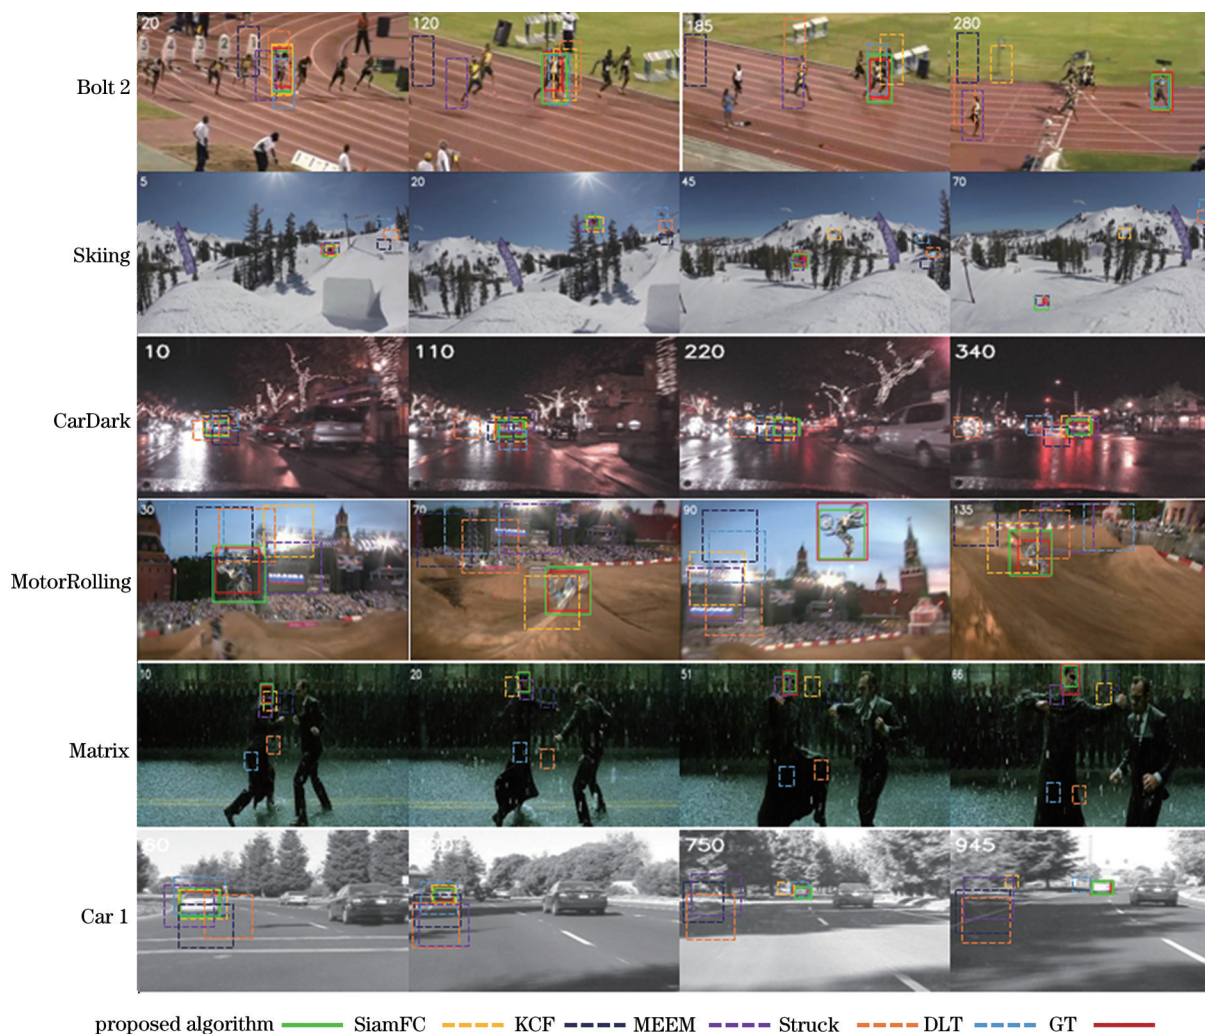 20 120 185 280
Bolt 2
5 20 45 70
Skiing
10 110 220 340
CarDark
30 70 90 135
MotorRolling
10 20 51 66
Matrix
60 390 750 945
Car 1
proposed algorithm SiamFC KCF MEEM Struck DLT GT